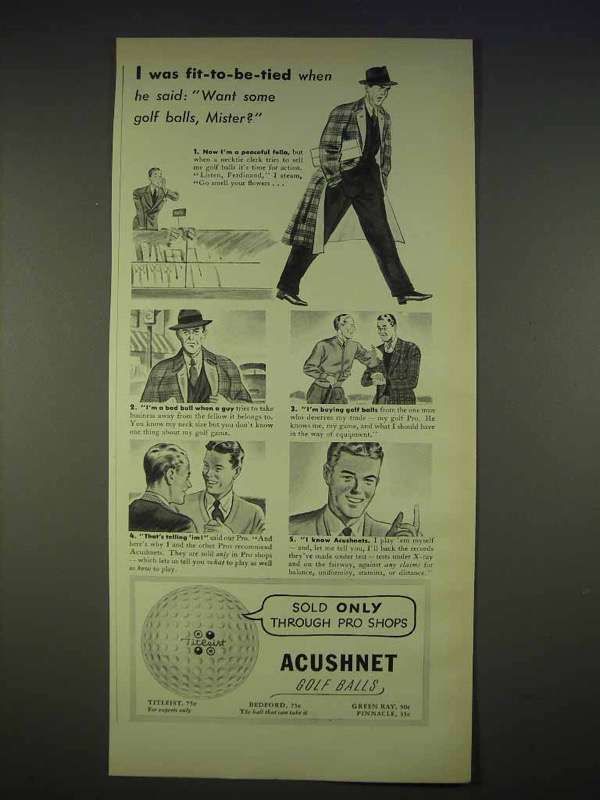 I was fit-to-be-tied when
he said: "Want some
golf balls, Mister?"
1. Now I'm a peaceful fella, but
when a necktie clerk tries to sell
me golf balls it's time for action.
"Listen, Ferdinand," I steam,
"Go smell your flowers . . .
2. "I'm a bad bull when a guy tries to take
business away from the fellow it belongs to.
You know my neck size but you don't know
one thing about my golf game.
3. "I'm buying golf balls from the one man
who deserves my trade—my golf Pro. He
knows me, my game, and what I should have
in the way of equipment."
4. "That's telling 'im!" said our Pro. "And
here's why I and the other Pros recommend
Acushnets. They are sold only in Pro shops
—which lets us tell you what to play as well
as how to play.
5. "I know Acushnets. I play 'em myself
—and, let me tell you, I'll back the records
they've made under test—tests under X-ray
and on the fairway, against any claims for
balance, uniformity, stamina, or distance."
Titleist
SOLD ONLY
THROUGH PRO SHOPS
ACUSHNET
GOLF BALLS
TITLEIST, 75¢
For experts only
BEDFORD, 75¢
The ball that can take it
GREEN RAY, 50¢
PINNACLE, 35¢